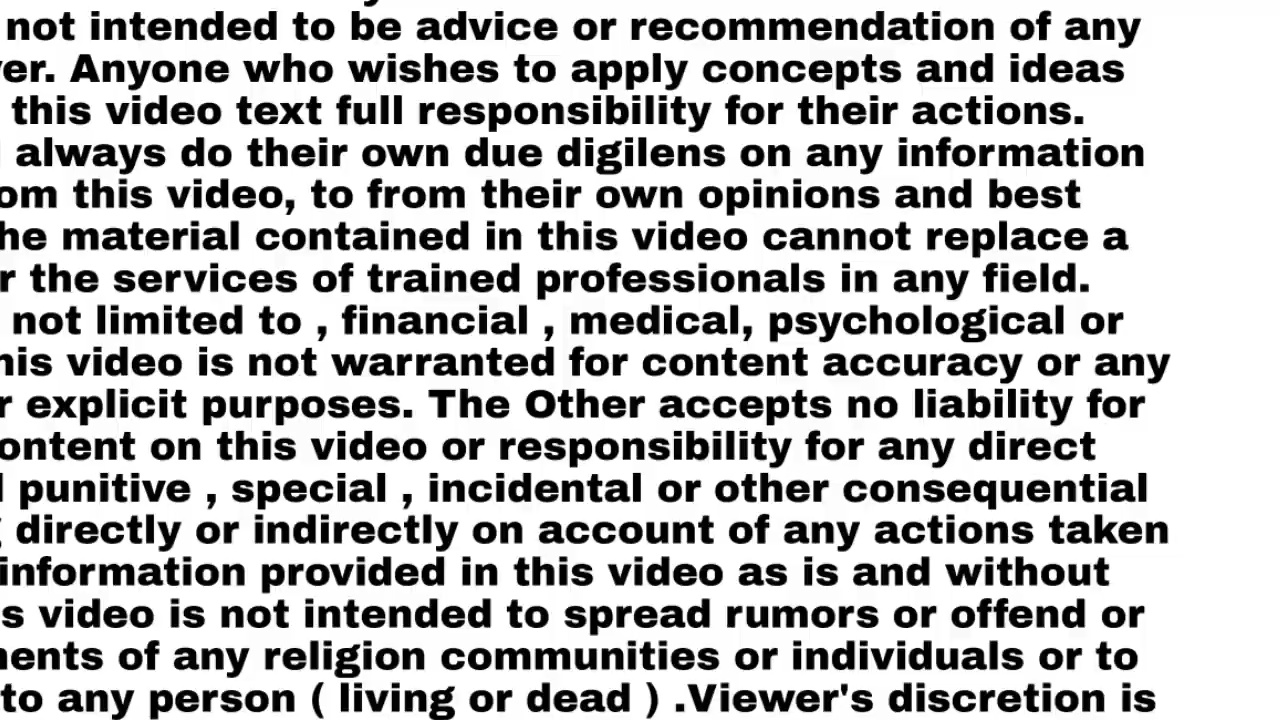 not intended to be advice or recommendation of any
er. Anyone who wishes to apply concepts and ideas
this video text full responsibility for their actions.
always do their own due digilens on any information
om this video, to from their own opinions and best
he material contained in this video cannot replace a
r the services of trained professionals in any field.
not limited to , financial , medical, psychological or
his video is not warranted for content accuracy or any
r explicit purposes. The Other accepts no liability for
ontent on this video or responsibility for any direct
punitive , special , incidental or other consequential
directly or indirectly on account of any actions taken
information provided in this video as is and without
s video is not intended to spread rumors or offend or
ents of any religion communities or individuals or to
to any person ( living or dead ) .Viewer's discretion is